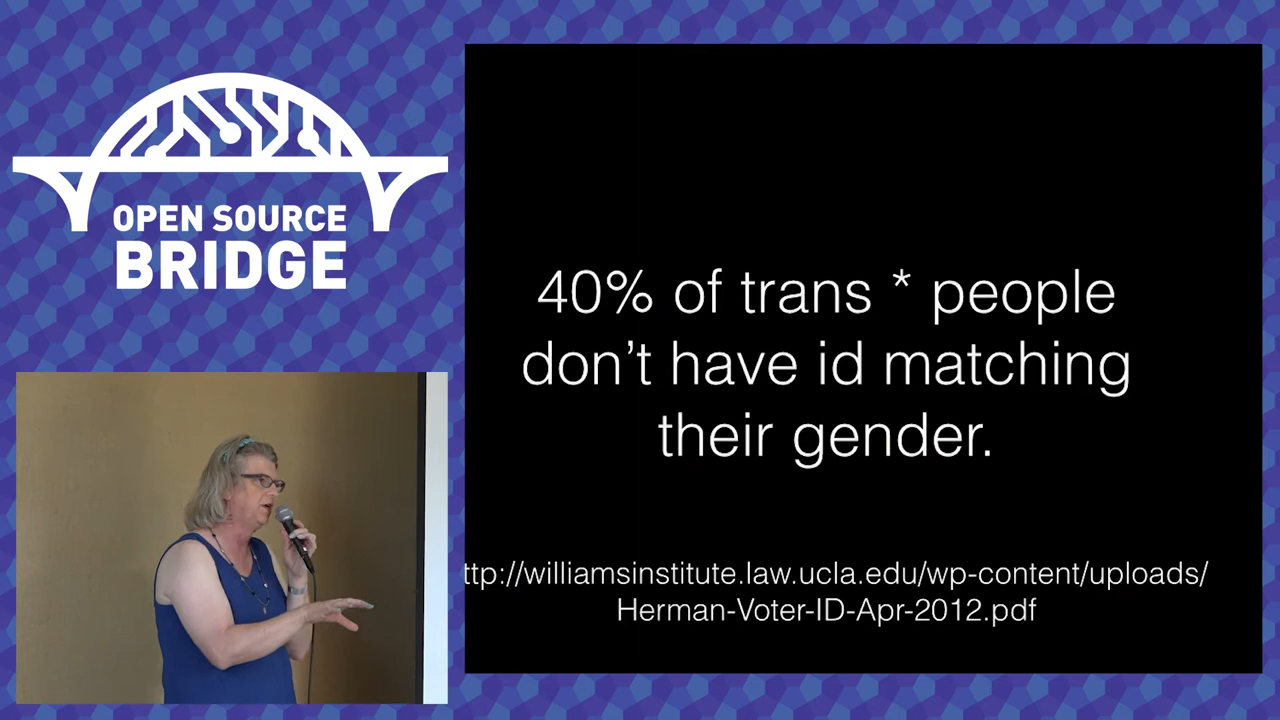 OPEN SOURCE
BRIDGE
40% of trans * people
don't have id matching
their gender.
ttp://williamsinstitute.law.ucla.edu/wp-content/uploads/
Herman-Voter-ID-Apr-2012.pdf